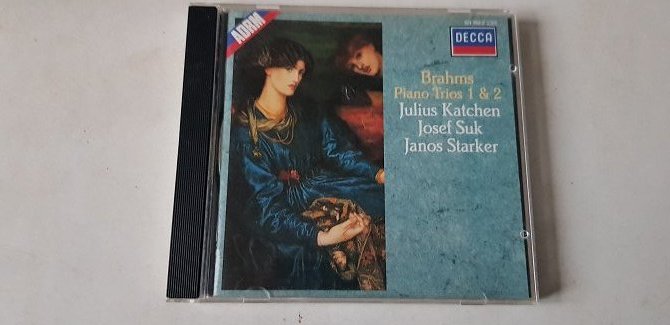 ADRM
DECCA
Brahms
Piano Trios 1 & 2
Julius Katchen
Josef Suk
Janos Starker